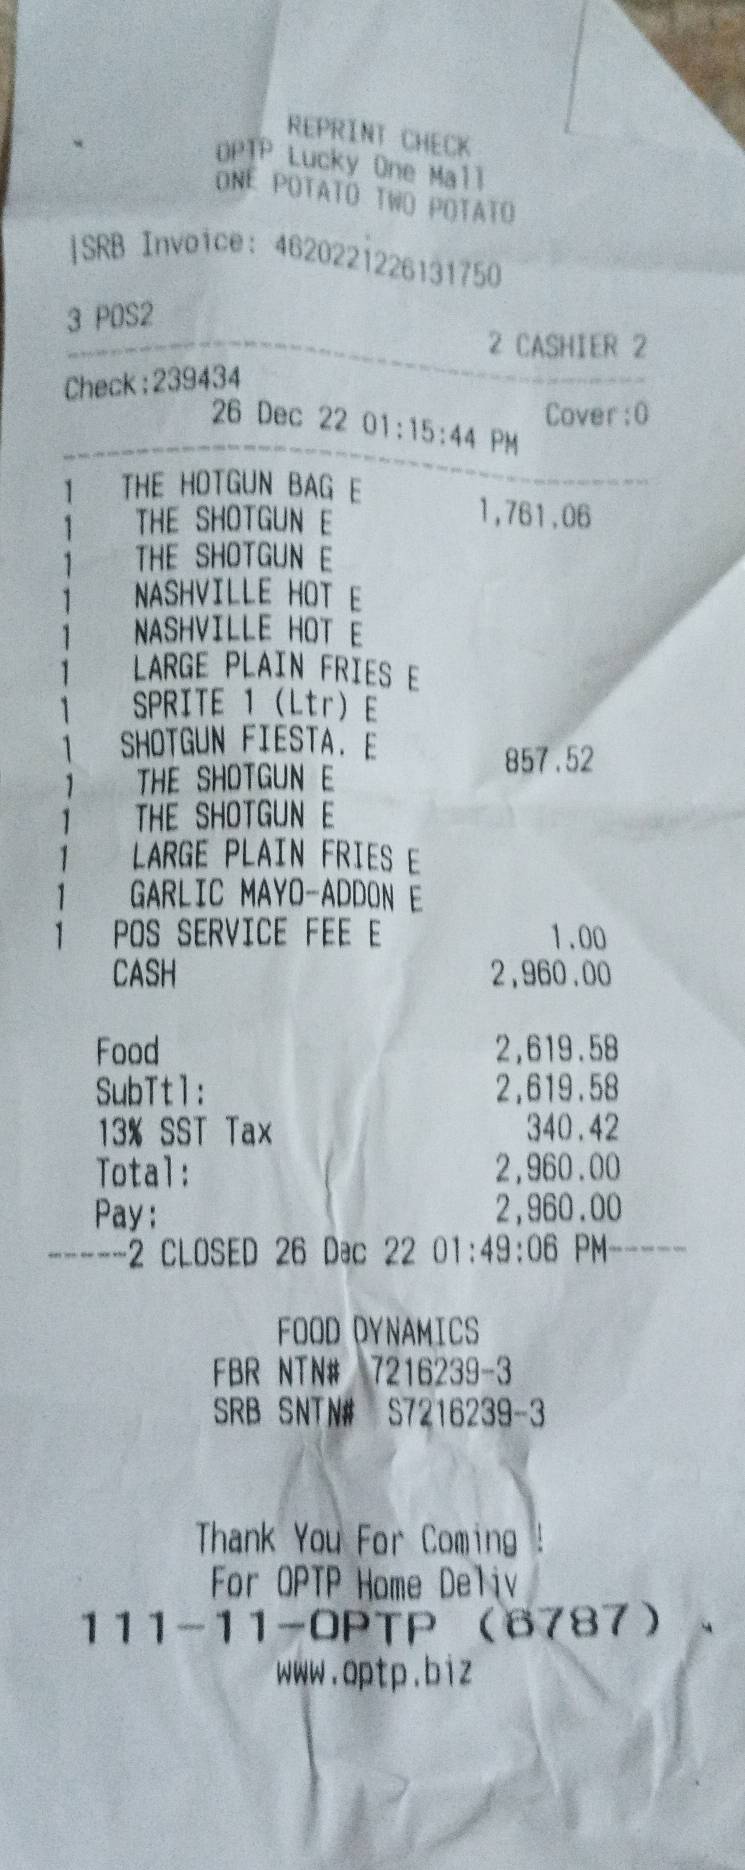 REPRINT CHECK
OPTP Lucky One Mall
ONE POTATO TWO POTATO
|SRB Invoice: 4620221226131750
3 POS2 2 CASHIER 2
Check:239434 Cover:0
26 Dec 22 01:15:44 PM
1 THE HOTGUN BAG E 1,761.06
1 THE SHOTGUN E
1 THE SHOTGUN E
1 NASHVILLE HOT E
1 NASHVILLE HOT E
1 LARGE PLAIN FRIES E
1 SPRITE 1 (Ltr) E
1 SHOTGUN FIESTA. E 857.52
1 THE SHOTGUN E
1 THE SHOTGUN E
1 LARGE PLAIN FRIES E
1 GARLIC MAYO-ADDON E
1 POS SERVICE FEE E 1.00
CASH 2,960.00
Food 2,619.58
SubTtl: 2,619.58
13% SST Tax 340.42
Total: 2,960.00
Pay: 2,960.00
-----2 CLOSED 26 Dec 22 01:49:06 PM-----
FOOD DYNAMICS
FBR NTN# 7216239-3
SRB SNTN# S7216239-3
Thank You For Coming !
For OPTP Home Deliv
111-11-OPTP (6787)
www.optp.biz